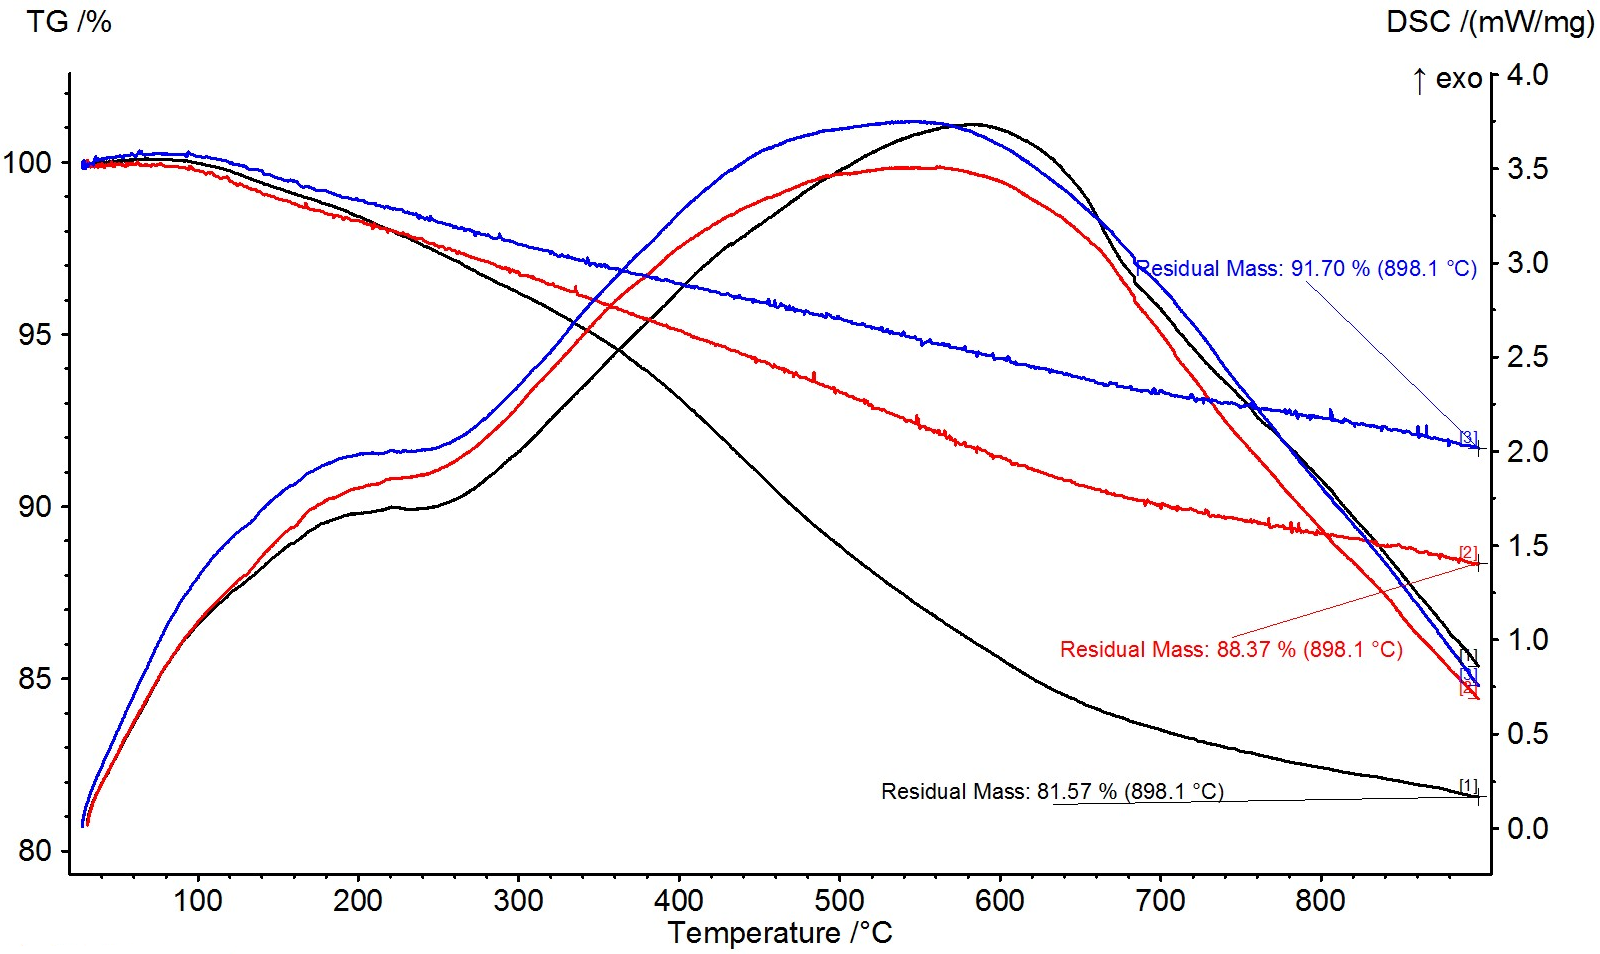 TG /%
DSC /(mW/mg)
↑ exo
4.0
100
3.5
3.0
Residual Mass: 91.70 % (898.1 °C)
95
2.5
[3]
2.0
90
1.5
[2]
Residual Mass: 88.37 % (898.1 °C)
1.0
[1]
[3]
[2]
85
0.5
Residual Mass: 81.57 % (898.1 °C)
[1]
0.0
80
100 200 300 400 500 600 700 800
Temperature /°C